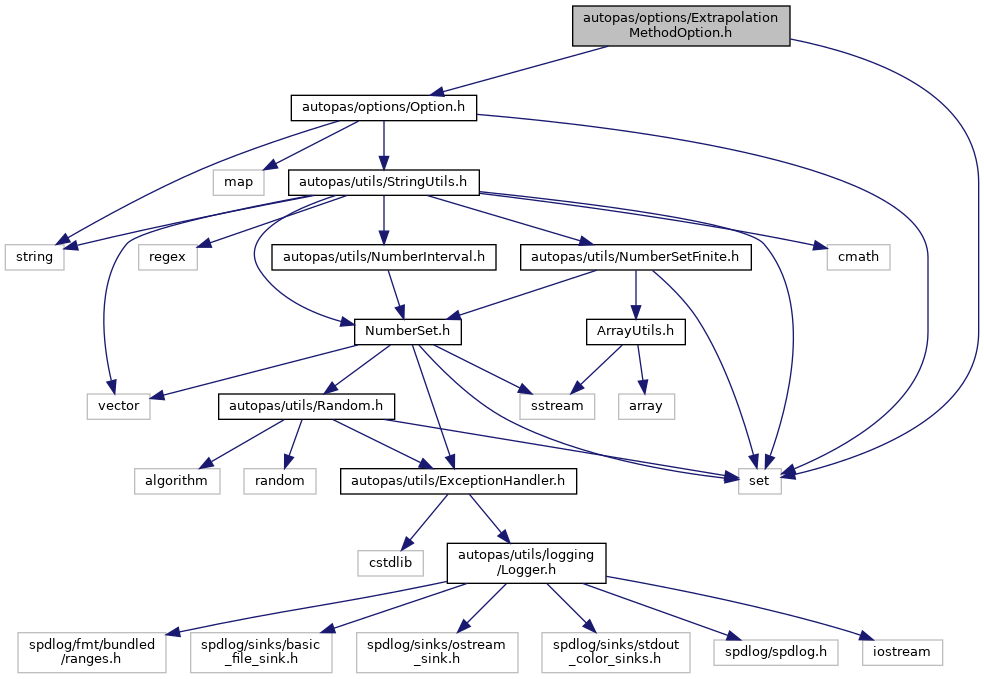 autopas/options/Extrapolation
MethodOption.h
autopas/options/Option.h
map
autopas/utils/StringUtils.h
string
regex
autopas/utils/NumberInterval.h
autopas/utils/NumberSetFinite.h
cmath
NumberSet.h
ArrayUtils.h
vector
autopas/utils/Random.h
sstream
array
algorithm
random
autopas/utils/ExceptionHandler.h
set
cstdlib
autopas/utils/logging
/Logger.h
spdlog/fmt/bundled
/ranges.h
spdlog/sinks/basic
_file_sink.h
spdlog/sinks/ostream
_sink.h
spdlog/sinks/stdout
_color_sinks.h
spdlog/spdlog.h
iostream